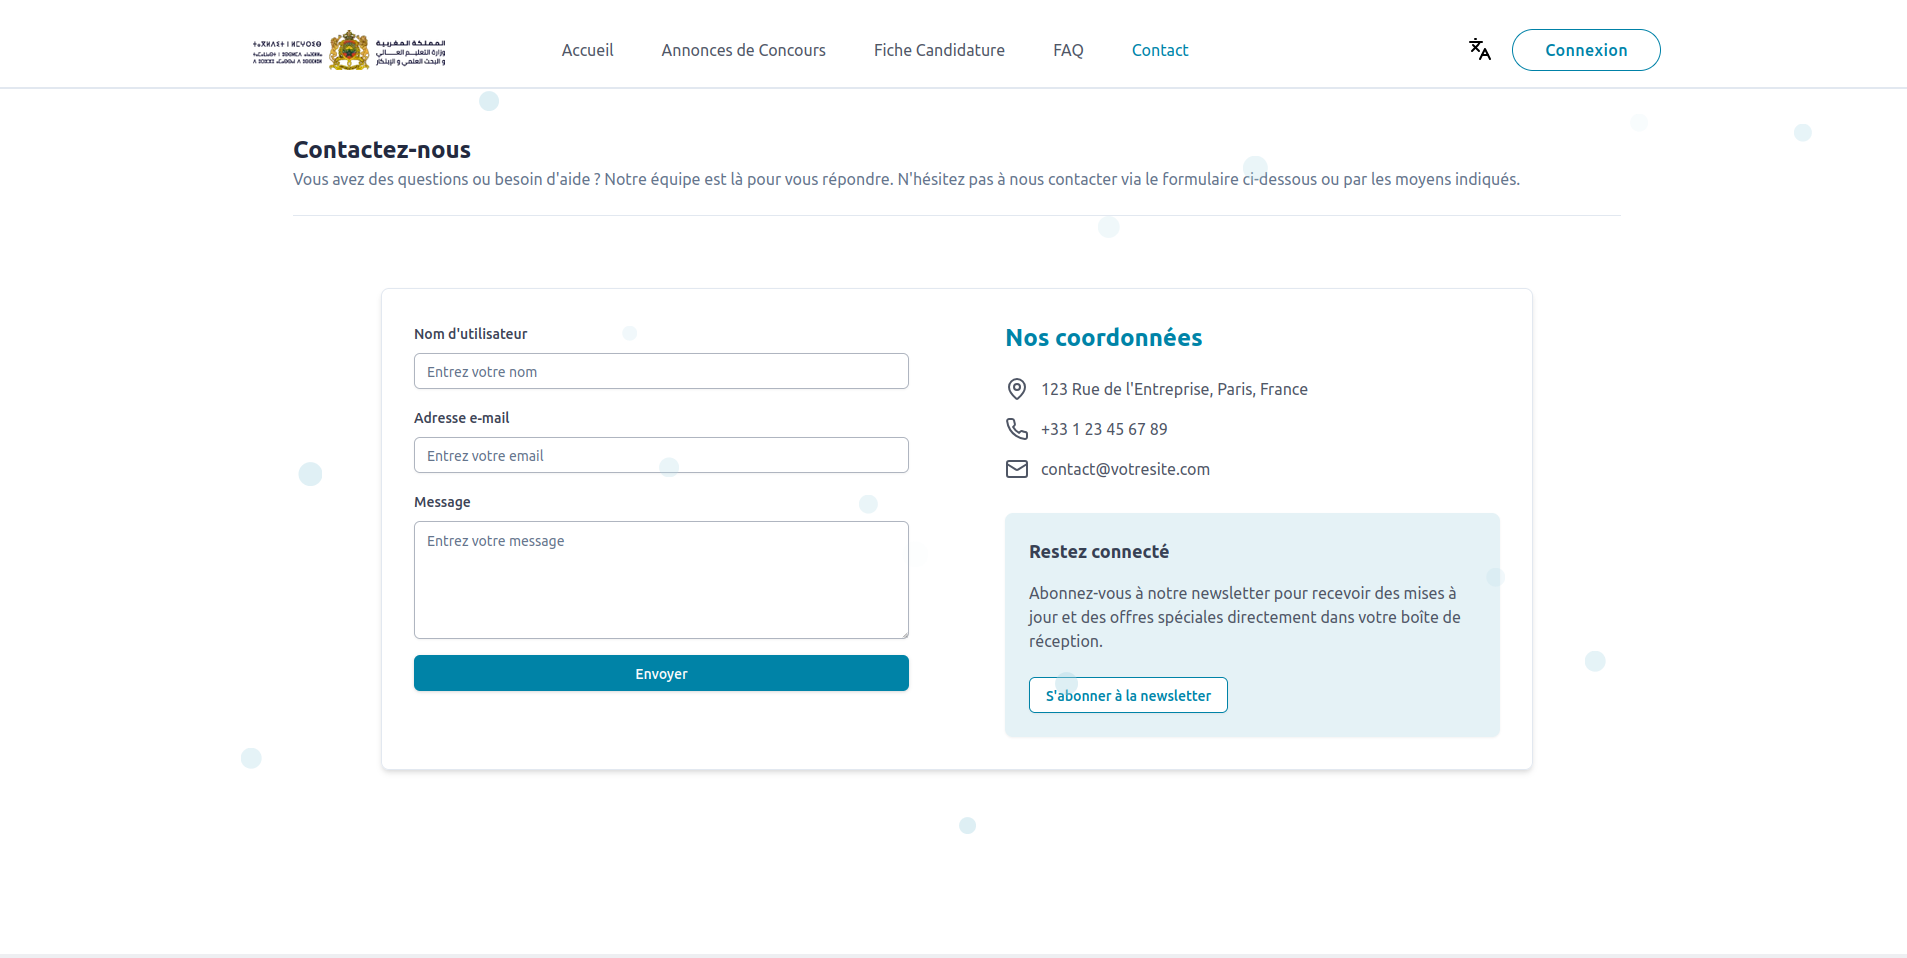 المملكة المغربية
وزارة التعليم العـــالي
و البحث العلمي و الإبتكار
Accueil
Annonces de Concours
Fiche Candidature
FAQ
Contact
Connexion
Contactez-nous
Vous avez des questions ou besoin d'aide ? Notre équipe est là pour vous répondre. N'hésitez pas à nous contacter via le formulaire ci-dessous ou par les moyens indiqués.
Nom d'utilisateur
Entrez votre nom
Adresse e-mail
Entrez votre email
Message
Entrez votre message
Envoyer
Nos coordonnées
123 Rue de l'Entreprise, Paris, France
+33 1 23 45 67 89
contact@votresite.com
Restez connecté
Abonnez-vous à notre newsletter pour recevoir des mises à
jour et des offres spéciales directement dans votre boîte de
réception.
S'abonner à la newsletter